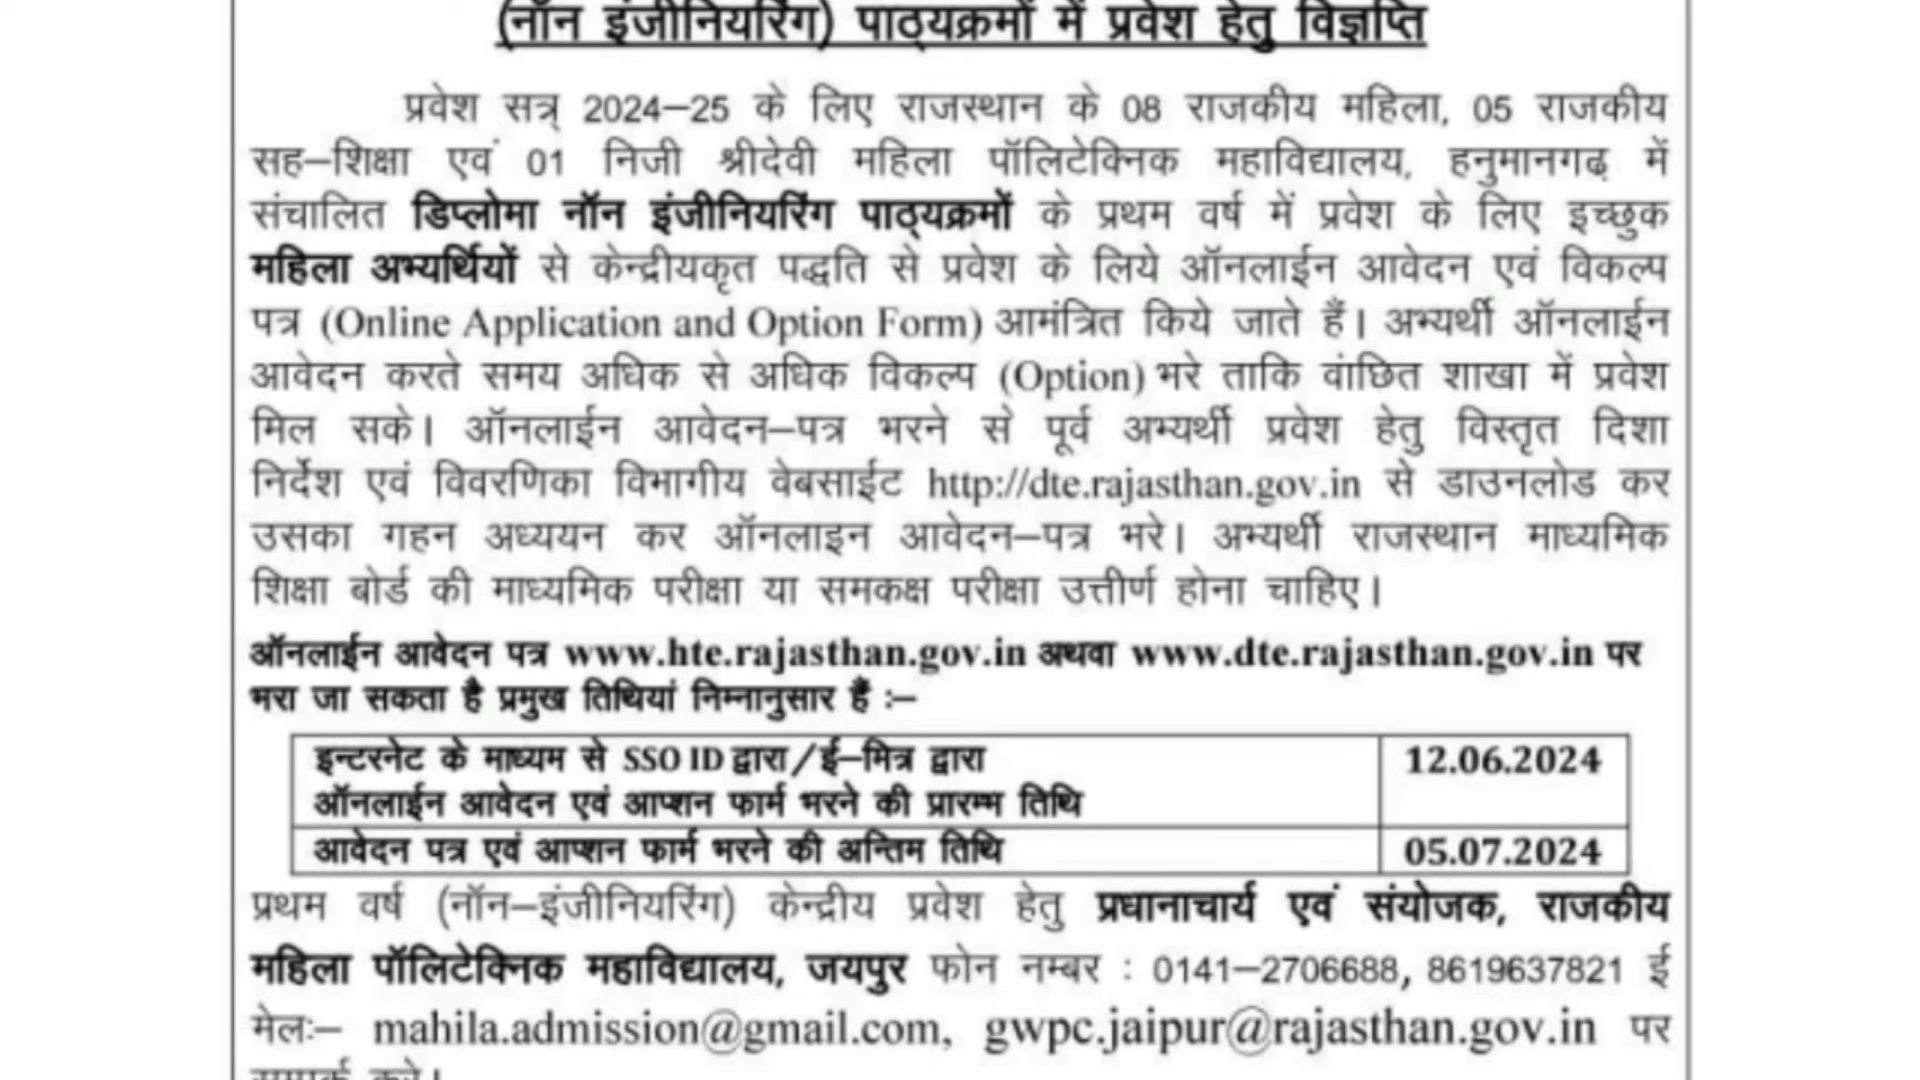 (नॉन इंजीनियरिंग) पाठ्यक्रमों में प्रवेश हेतु विज्ञप्ति
प्रवेश सत्र् 2024–25 के लिए राजस्थान के 08 राजकीय महिला, 05 राजकीय
सह–शिक्षा एवं 01 निजी श्रीदेवी महिला पॉलिटेक्निक महाविद्यालय, हनुमानगढ़ में
संचालित डिप्लोमा नॉन इंजीनियरिंग पाठ्यक्रमों के प्रथम वर्ष में प्रवेश के लिए इच्छुक
महिला अभ्यर्थियों से केन्द्रीयकृत पद्धति से प्रवेश के लिये ऑनलाईन आवेदन एवं विकल्प
पत्र (Online Application and Option Form) आमंत्रित किये जाते हैं। अभ्यर्थी ऑनलाईन
आवेदन करते समय अधिक से अधिक विकल्प (Option) भरे ताकि वांछित शाखा में प्रवेश
मिल सके। ऑनलाईन आवेदन–पत्र भरने से पूर्व अभ्यर्थी प्रवेश हेतु विस्तृत दिशा
निर्देश एवं विवरणिका विभागीय वेबसाईट http://dte.rajasthan.gov.in से डाउनलोड कर
उसका गहन अध्ययन कर ऑनलाइन आवेदन–पत्र भरे। अभ्यर्थी राजस्थान माध्यमिक
शिक्षा बोर्ड की माध्यमिक परीक्षा या समकक्ष परीक्षा उत्तीर्ण होना चाहिए।
ऑनलाईन आवेदन पत्र www.hte.rajasthan.gov.in अथवा www.dte.rajasthan.gov.in पर
भरा जा सकता है प्रमुख तिथियां निम्नानुसार हैं :–
इन्टरनेट के माध्यम से SSO ID द्वारा/ई–मित्र द्वारा 12.06.2024
ऑनलाईन आवेदन एवं आप्शन फार्म भरने की प्रारम्भ तिथि
आवेदन पत्र एवं आप्शन फार्म भरने की अन्तिम तिथि 05.07.2024
प्रथम वर्ष (नॉन–इंजीनियरिंग) केन्द्रीय प्रवेश हेतु प्रधानाचार्य एवं संयोजक, राजकीय
महिला पॉलिटेक्निक महाविद्यालय, जयपुर फोन नम्बर : 0141–2706688, 8619637821 ई
मेलः– mahila.admission@gmail.com, gwpc.jaipur@rajasthan.gov.in पर
सम्पर्क करे।